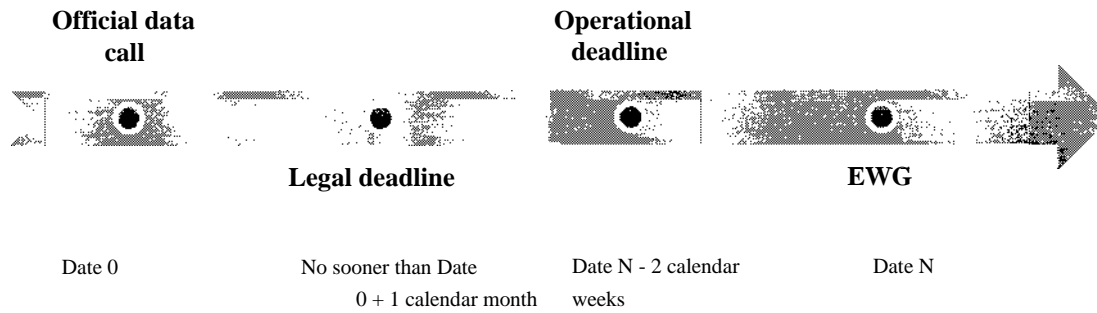 Official data
call
Operational
deadline
Legal deadline
EWG
Date 0
No sooner than Date
0 + 1 calendar month
Date N - 2 calendar
weeks
Date N